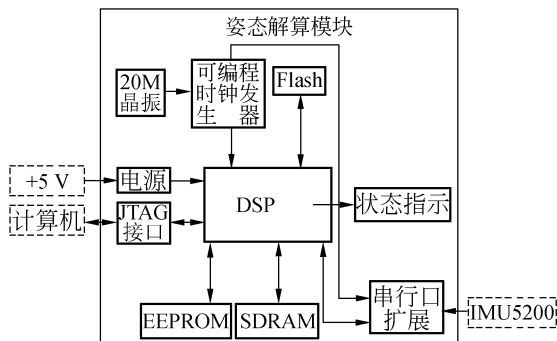 姿态解算模块
20M
晶振
可编程
时钟发
生器
Flash
+5 V
电源
DSP
状态指示
计算机
JTAG
接口
EEPROM
SDRAM
串行口
扩展
IMU5200